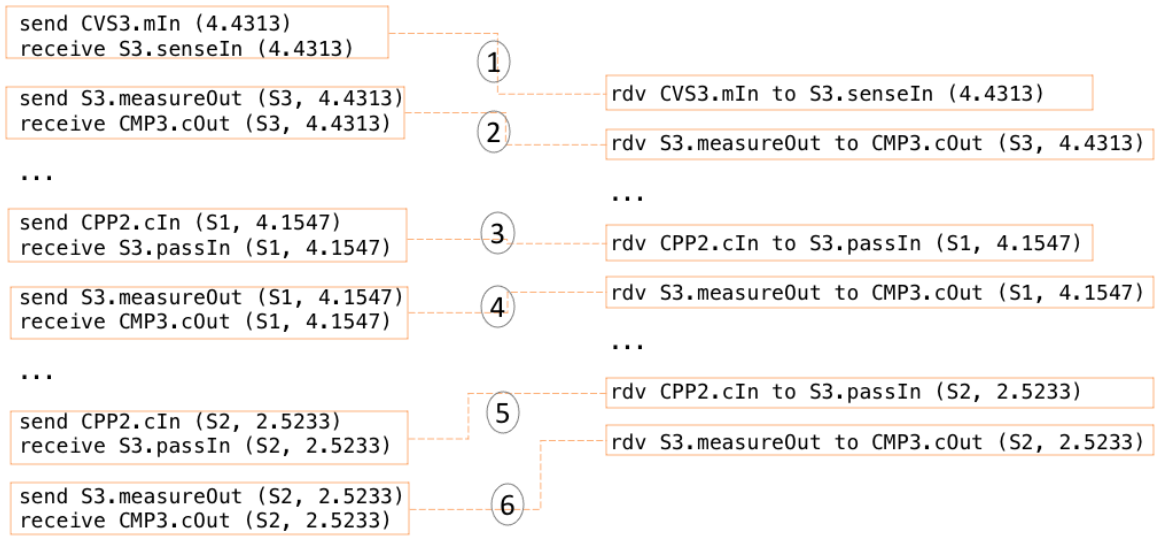 send CVS3.mIn (4.4313)
receive S3.senseIn (4.4313)
send S3.measureOut (S3, 4.4313)
receive CMP3.cOut (S3, 4.4313)
...
send CPP2.cIn (S1, 4.1547)
receive S3.passIn (S1, 4.1547)
send S3.measureOut (S1, 4.1547)
receive CMP3.cOut (S1, 4.1547)
...
send CPP2.cIn (S2, 2.5233)
receive S3.passIn (S2, 2.5233)
send S3.measureOut (S2, 2.5233)
receive CMP3.cOut (S2, 2.5233)
1
2
3
4
5
6
rdv CVS3.mIn to S3.senseIn (4.4313)
rdv S3.measureOut to CMP3.cOut (S3, 4.4313)
...
rdv CPP2.cIn to S3.passIn (S1, 4.1547)
rdv S3.measureOut to CMP3.cOut (S1, 4.1547)
...
rdv CPP2.cIn to S3.passIn (S2, 2.5233)
rdv S3.measureOut to CMP3.cOut (S2, 2.5233)